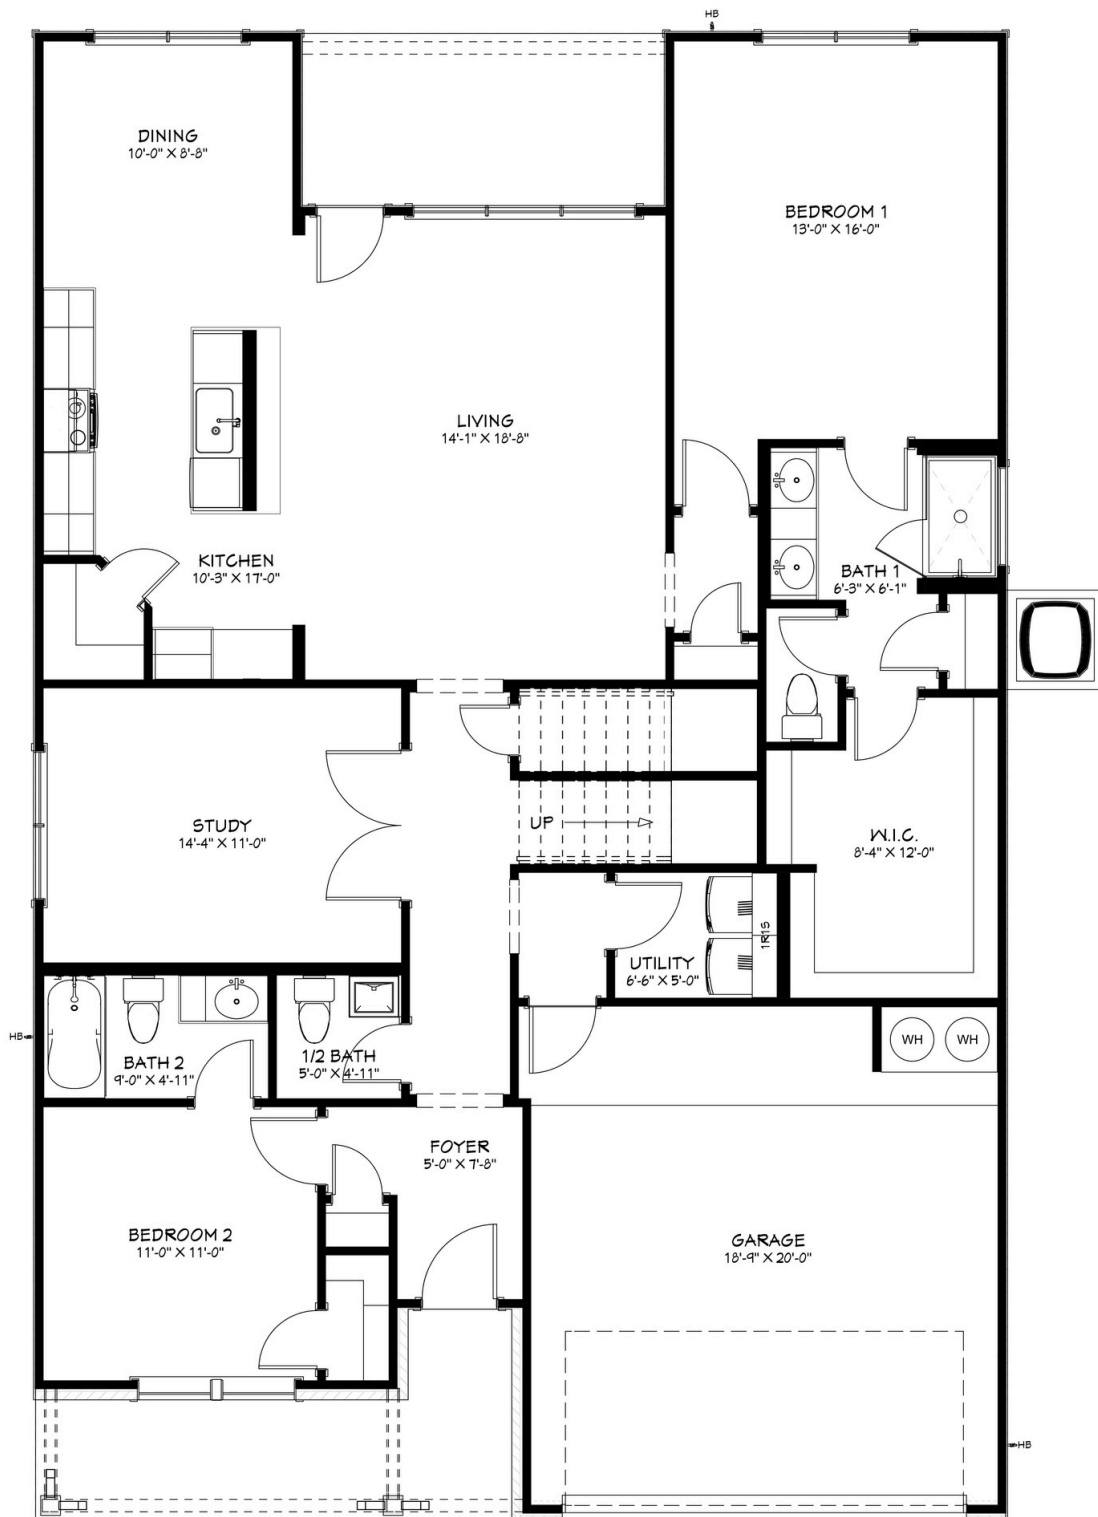 HB
DINING
10'-0" X 8'-8"
BEDROOM 1
13'-0" X 16'-0"
LIVING
14'-1" X 18'-8"
KITCHEN
10'-3" X 17'-0"
BATH 1
6'-3" X 6'-1"
STUDY
14'-4" X 11'-0"
UP
W.I.C.
8'-4" X 12'-0"
1R1S
UTILITY
6'-6" X 5'-0"
HB
BATH 2
9'-0" X 4'-11"
1/2 BATH
5'-0" X 4'-11"
WH
WH
FOYER
5'-0" X 7'-8"
BEDROOM 2
11'-0" X 11'-0"
GARAGE
18'-9" X 20'-0"
HB